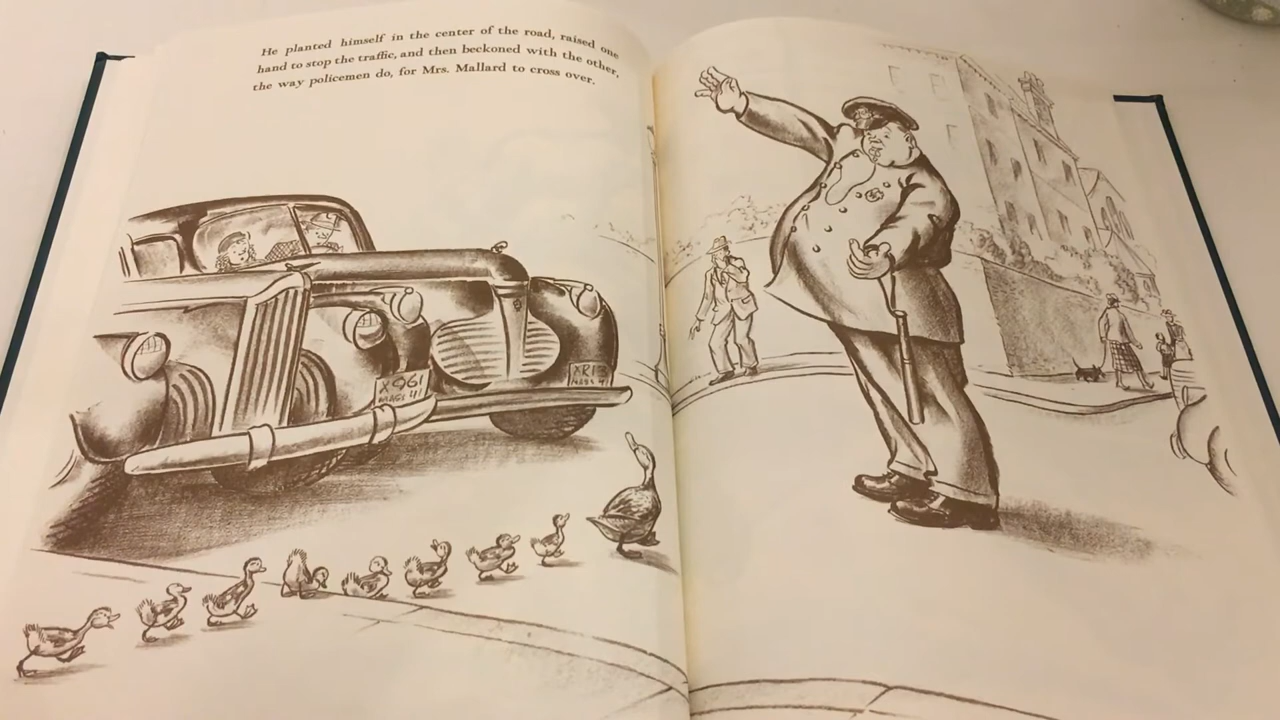 He planted himself in the center of the road, raised one
hand to stop the traffic, and then beckoned with the other,
the way policemen do, for Mrs. Mallard to cross over.
X961
MASS 41
XR13
MASS 41